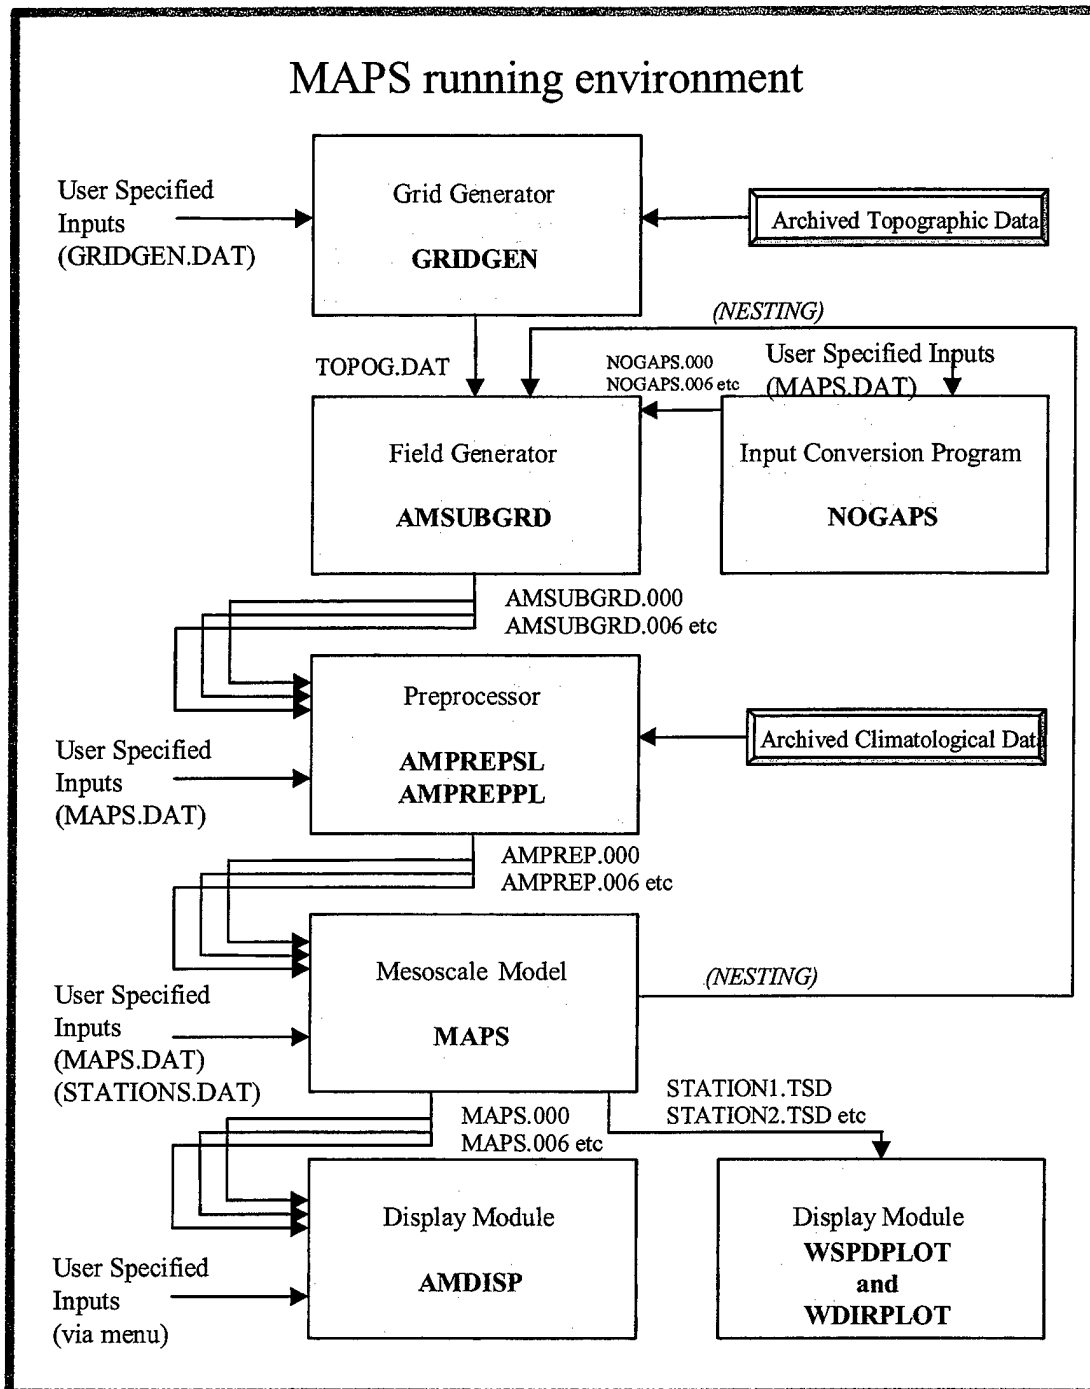 MAPS running environment
User Specified
Inputs
(GRIDGEN.DAT)
Grid Generator
GRIDGEN
Archived Topographic Data
(NESTING)
TOPOG.DAT
NOGAPS.000
NOGAPS.006 etc
User Specified Inputs
(MAPS.DAT)
Field Generator
AMSUBGRD
Input Conversion Program
NOGAPS
AMSUBGRD.000
AMSUBGRD.006 etc
Preprocessor
AMPREPSL
AMPREPPL
Archived Climatological Data
User Specified
Inputs
(MAPS.DAT)
AMPREP.000
AMPREP.006 etc
Mesoscale Model
MAPS
(NESTING)
User Specified
Inputs
(MAPS.DAT)
(STATIONS.DAT)
MAPS.000
MAPS.006 etc
STATION1.TSD
STATION2.TSD etc
Display Module
AMDISP
Display Module
WSPDPLOT
and
WDIRPLOT
User Specified
Inputs
(via menu)